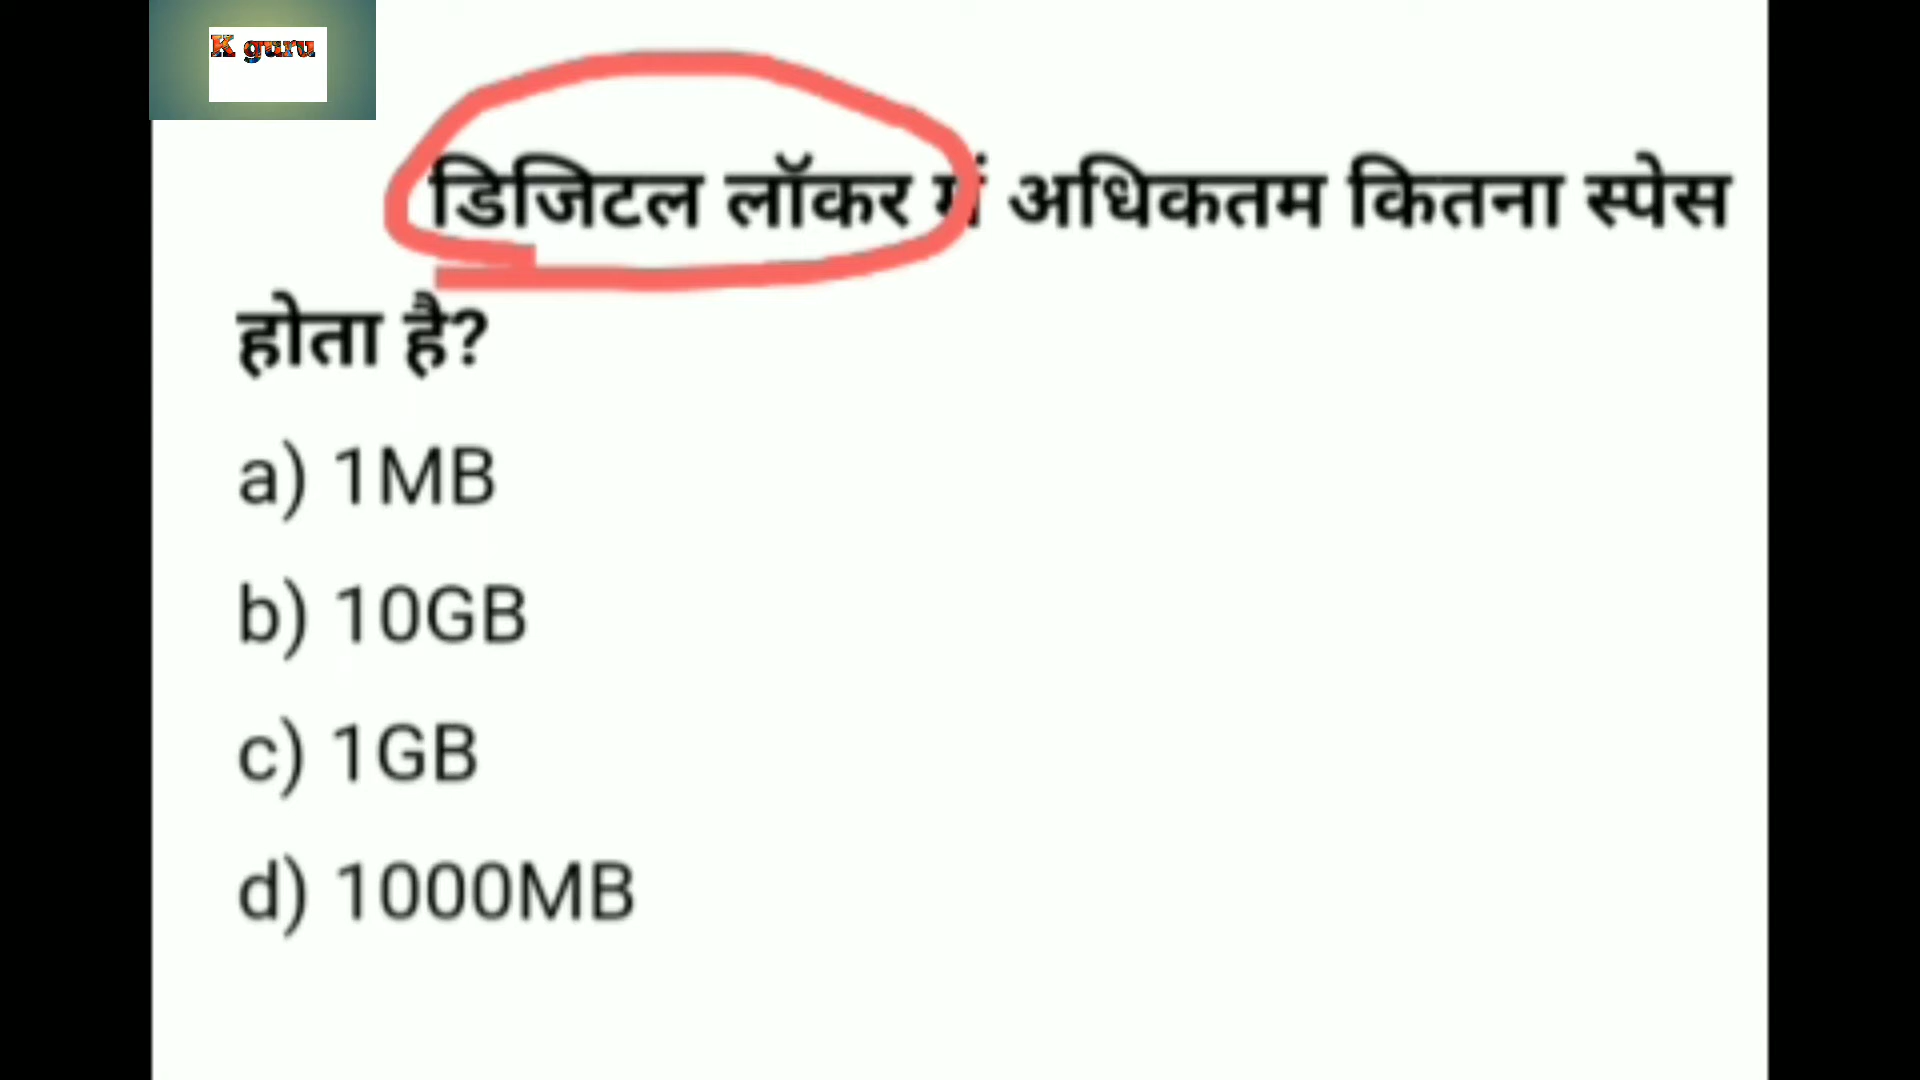 K guru
डिजिटल लॉकर में अधिकतम कितना स्पेस
होता है?
a) 1MB
b) 10GB
c) 1GB
d) 1000MB